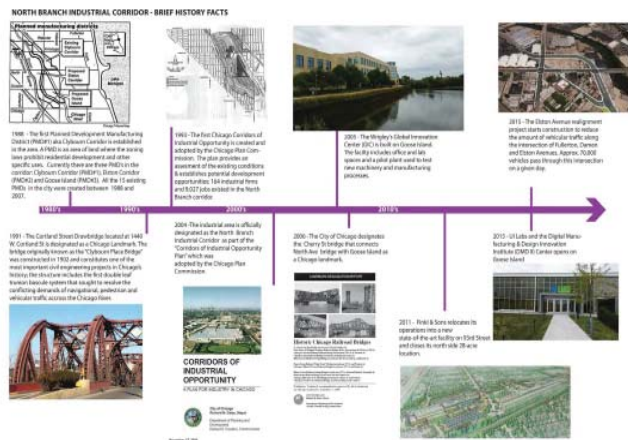 NORTH BRANCH INDUSTRIAL CORRIDOR - BRIEF HISTORY FACTS
Planned manufacturing districts
1988 - The first Planned Development Manufacturing
District (PMD#1) aka Clybourn Corridor is established
in the area. A PMD is an area of land where the zoning
laws prohibits residential development and other
specific uses. Currently there are three PMD's in the
corridor: Clybourn Corridor (PMD#1), Elston Corridor
(PMD#2) and Goose Island (PMD#3). All the 15 existing
PMDs in the city were created between 1988 and
2007.
1993 - The first Chicago Corridors of
Industrial Opportunity is created and
adopted by the Chicago Plan Com-
mission. The plan provides an
assesment of the existing conditions
& establishes potential development
opportunities: 164 industrial firms
and 8,027 jobs existed in the North
Branch corridor.
2005 - The Wrigley's Global Innovation
Center (GIC) is built on Goose Island.
The facility includes office and lab
spaces and a pilot plant used to test
new machinery and manufacturing
processes.
2015 - The Elston Avenue realignment
project starts construction to reduce
the amount of vehicular traffic along
the intersection of Fullerton, Damen
and Elston Avenues. Approx. 70,000
vehicles pass through this intersection
on a given day.
1980's
1990's
2000's
2010's
1991 - The Cortland Street Drawbridge located at 1440
W. Cortland St is designated as a Chicago Landmark. The
bridge originally known as the "Clybourn Place Bridge"
was constructed in 1902 and constitutes one of the
most important civil engineering projects in Chicago's
history; the structure includes the first double leaf
trunion bascule system that sought to resolve the
conflicting demands of navigational, pedestrian and
vehicular traffic accross the Chicago River.
2004 - The industrial area is officially
designated as the North Branch
Industrial Corridor as part of the
"Corridors of Industrial Opportunity
Plan" which was
adopted by the Chicago Plan
Commission.
CORRIDORS OF
INDUSTRIAL
OPPORTUNITY
A PLAN FOR INDUSTRY IN CHICAGO
City of Chicago
2006 - The City of Chicago designates
the Cherry St bridge that connects
North Ave bridge with Goose Island as
a Chicago landmark.
Historic Chicago Railroad Bridges
2011 - Finkl & Sons relocates its
operations into a new
state-of-the-art facility on 93rd Street
and closes its north side 28-acre
location.
2015 - UI Labs and the Digital Manu-
facturing & Design Innovation
Institute (DMDII) Center opens on
Goose Island